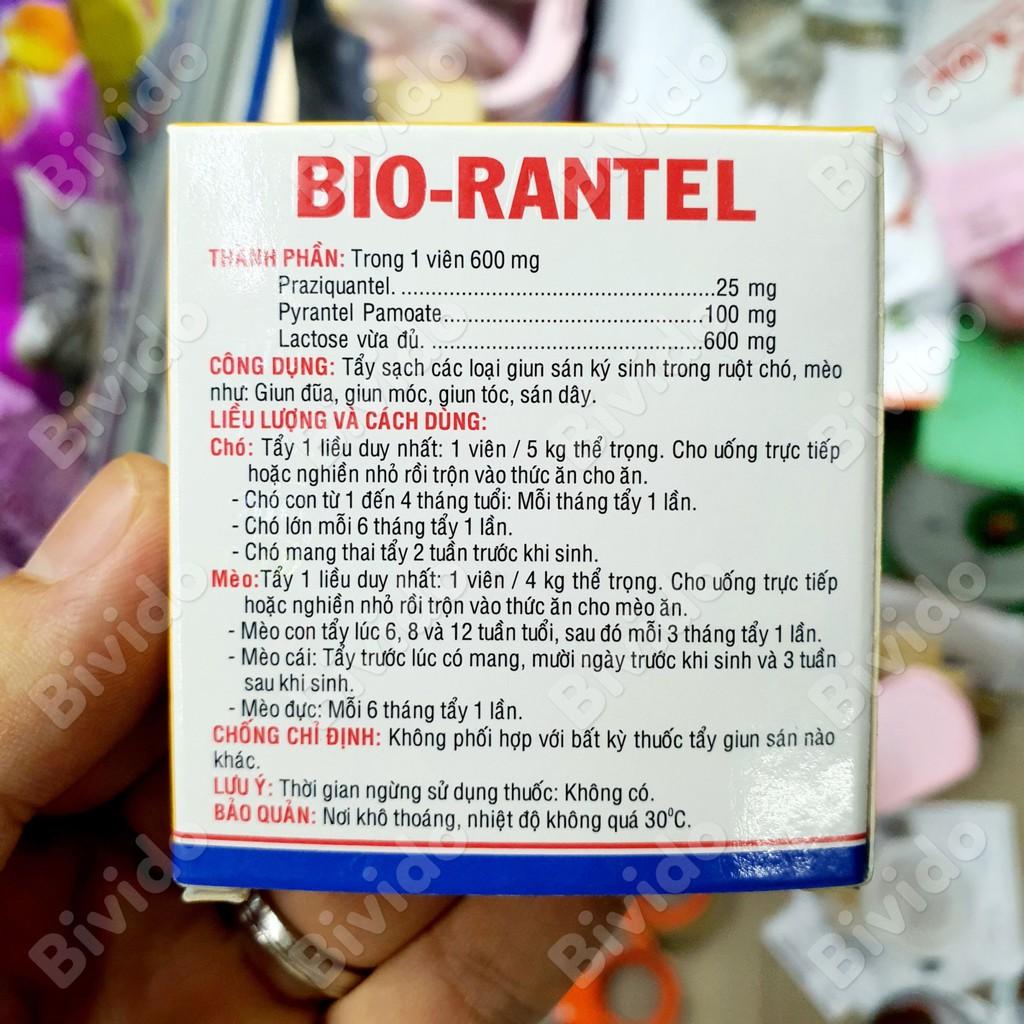 BIO-RANTEL
THÀNH PHẦN: Trong 1 viên 600 mg
Praziquantel. ....................................................25 mg
Pyrantel Pamoate...........................................100 mg
Lactose vừa đủ. .............................................600 mg
CÔNG DỤNG: Tẩy sạch các loại giun sán ký sinh trong ruột chó, mèo
như: Giun đũa, giun móc, giun tóc, sán dây.
LIỀU LƯỢNG VÀ CÁCH DÙNG:
Chó: Tẩy 1 liều duy nhất: 1 viên / 5 kg thể trọng. Cho uống trực tiếp
hoặc nghiền nhỏ rồi trộn vào thức ăn cho ăn.
- Chó con từ 1 đến 4 tháng tuổi: Mỗi tháng tẩy 1 lần.
- Chó lớn mỗi 6 tháng tẩy 1 lần.
- Chó mang thai tẩy 2 tuần trước khi sinh.
Mèo:Tẩy 1 liều duy nhất: 1 viên / 4 kg thể trọng. Cho uống trực tiếp
hoặc nghiền nhỏ rồi trộn vào thức ăn cho mèo ăn.
- Mèo con tẩy lúc 6, 8 và 12 tuần tuổi, sau đó mỗi 3 tháng tẩy 1 lần.
- Mèo cái: Tẩy trước lúc có mang, mười ngày trước khi sinh và 3 tuần
sau khi sinh.
- Mèo đực: Mỗi 6 tháng tẩy 1 lần.
CHỐNG CHỈ ĐỊNH: Không phối hợp với bất kỳ thuốc tẩy giun sán nào
khác.
LƯU Ý: Thời gian ngừng sử dụng thuốc: Không có.
BẢO QUẢN: Nơi khô thoáng, nhiệt độ không quá 30⁰C.
Bivido